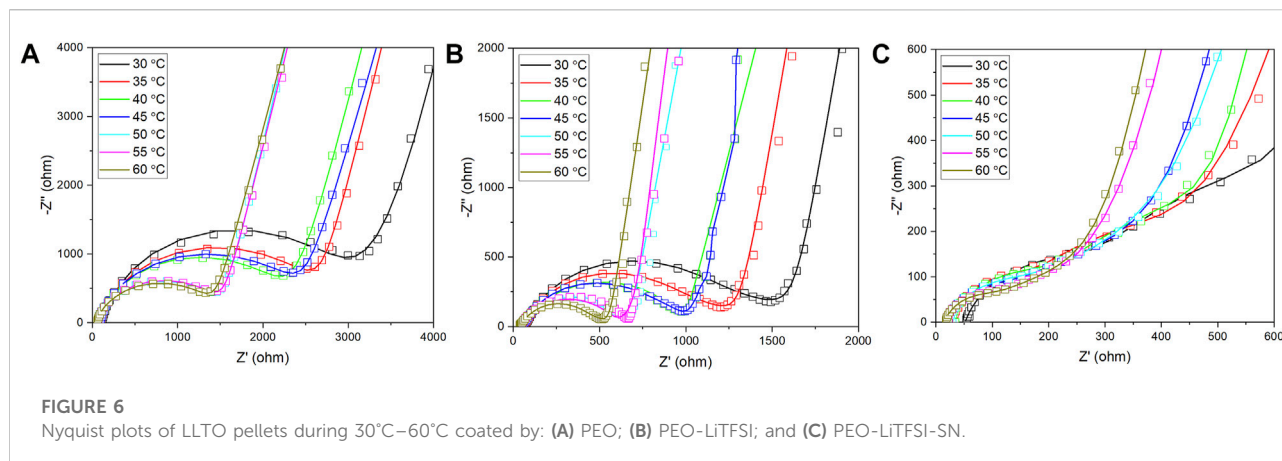 A
4000
3000
2000
1000
0
-Z'' (ohm)
30 °C
35 °C
40 °C
45 °C
50 °C
55 °C
60 °C
0 1000 2000 3000 4000
Z' (ohm)
B
2000
1500
1000
500
0
-Z'' (ohm)
30 °C
35 °C
40 °C
45 °C
50 °C
55 °C
60 °C
0 500 1000 1500 2000
Z' (ohm)
C
600
500
400
300
200
100
0
-Z'' (ohm)
30 °C
35 °C
40 °C
45 °C
50 °C
55 °C
60 °C
0 100 200 300 400 500 600
Z' (ohm)
FIGURE 6
Nyquist plots of LLTO pellets during 30°C–60°C coated by: (A) PEO; (B) PEO-LiTFSI; and (C) PEO-LiTFSI-SN.